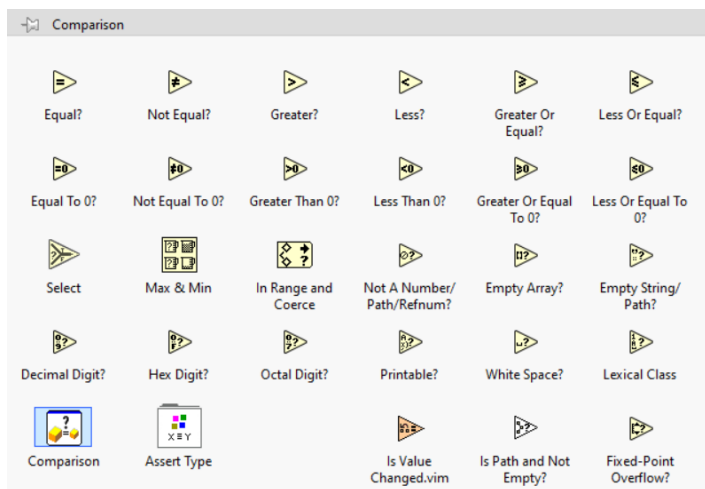 Comparison
Equal? Not Equal? Greater? Less? Greater Or Equal? Less Or Equal?
Equal To 0? Not Equal To 0? Greater Than 0? Less Than 0? Greater Or Equal To 0? Less Or Equal To 0?
Select Max & Min In Range and Coerce Not A Number/ Path/Refnum? Empty Array? Empty String/ Path?
Decimal Digit? Hex Digit? Octal Digit? Printable? White Space? Lexical Class
Comparison Assert Type Is Value Changed.vim Is Path and Not Empty? Fixed-Point Overflow?